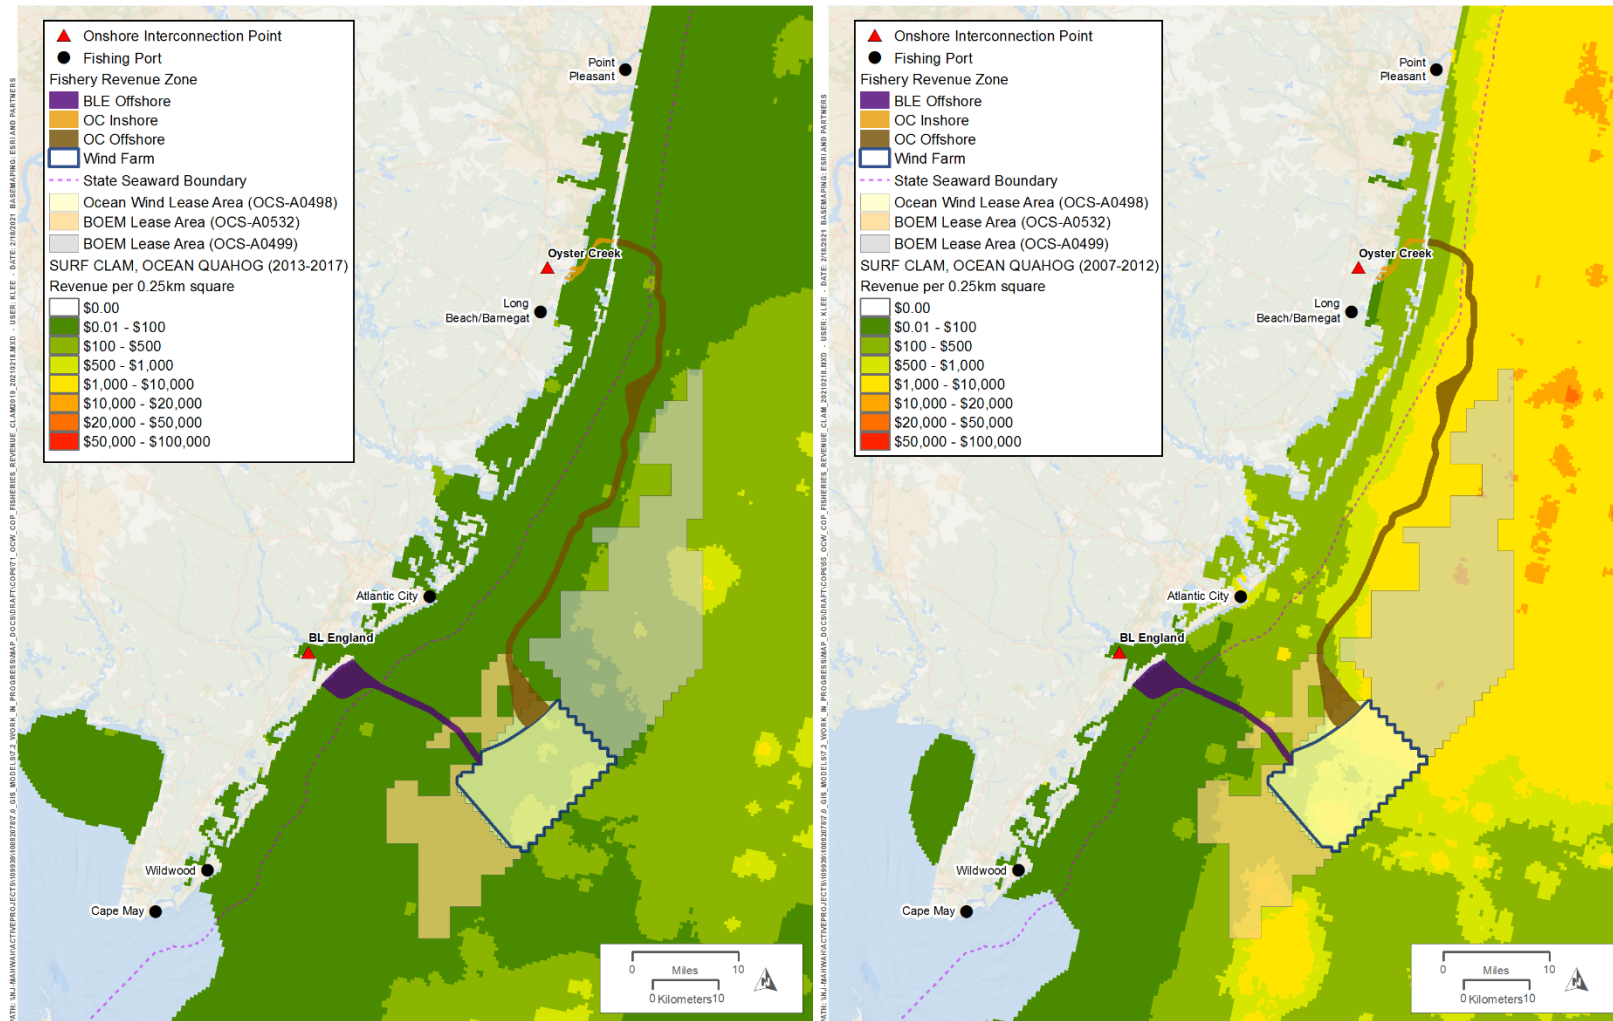 Onshore Interconnection Point
Fishing Port
Fishery Revenue Zone
BLE Offshore
OC Inshore
OC Offshore
Wind Farm
State Seaward Boundary
Ocean Wind Lease Area (OCS-A0498)
BOEM Lease Area (OCS-A0532)
BOEM Lease Area (OCS-A0499)
SURF CLAM, OCEAN QUAHOG (2013-2017)
Revenue per 0.25km square
$0.00
$0.01 - $100
$100 - $500
$500 - $1,000
$1,000 - $10,000
$10,000 - $20,000
$20,000 - $50,000
$50,000 - $100,000
Point
Pleasant
Oyster Creek
Long
Beach/Barnegat
Atlantic City
BL England
Wildwood
Cape May
0 10
Miles
0 Kilometers 10
N
Onshore Interconnection Point
Fishing Port
Fishery Revenue Zone
BLE Offshore
OC Inshore
OC Offshore
Wind Farm
State Seaward Boundary
Ocean Wind Lease Area (OCS-A0498)
BOEM Lease Area (OCS-A0532)
BOEM Lease Area (OCS-A0499)
SURF CLAM, OCEAN QUAHOG (2007-2012)
Revenue per 0.25km square
$0.00
$0.01 - $100
$100 - $500
$500 - $1,000
$1,000 - $10,000
$10,000 - $20,000
$20,000 - $50,000
$50,000 - $100,000
Point
Pleasant
Oyster Creek
Long
Beach/Barnegat
Atlantic City
BL England
Wildwood
Cape May
0 10
Miles
0 Kilometers 10
N